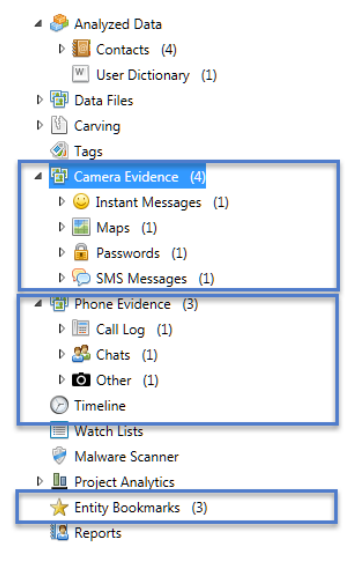 Analyzed Data
Contacts (4)
W User Dictionary (1)
Data Files
Carving
Tags
Camera Evidence (4)
Instant Messages (1)
Maps (1)
Passwords (1)
SMS Messages (1)
Phone Evidence (3)
Call Log (1)
Chats (1)
Other (1)
Timeline
Watch Lists
Malware Scanner
Project Analytics
Entity Bookmarks (3)
Reports